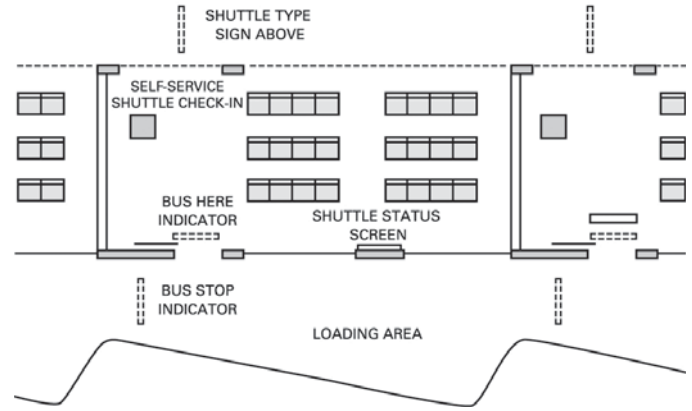 SHUTTLE TYPE
SIGN ABOVE
SELF-SERVICE
SHUTTLE CHECK-IN
BUS HERE
INDICATOR
SHUTTLE STATUS
SCREEN
BUS STOP
INDICATOR
LOADING AREA